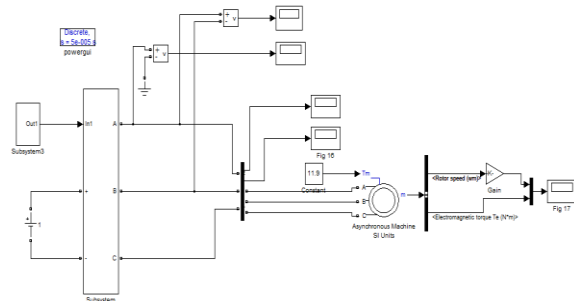 Discrete,
s = 5e-005 s
powergui
+
-
v
+
-
v
Out1
Subsystem3
In1
A
B
C
+
-
1
Subsystem
Fig 16
11.9
Constant
Tm
A
B
C
m
Asynchronous Machine
SI Units
<Rotor speed (wm)>
-K-
Gain
<Electromagnetic torque Te (N*m)>
Fig 17